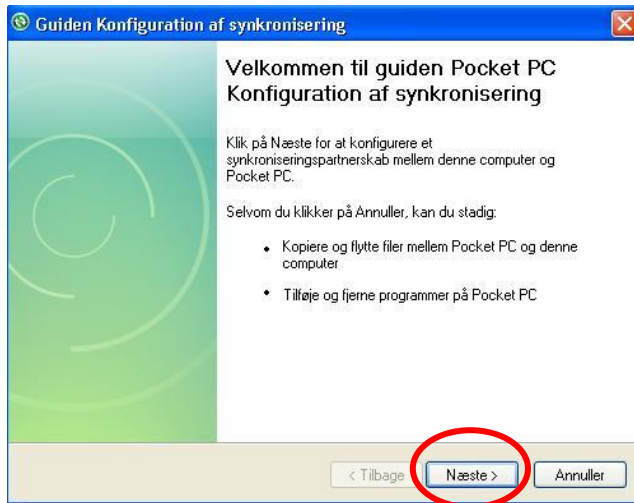 Guiden Konfiguration af synkronisering
Velkommen til guiden Pocket PC
Konfiguration af synkronisering
Klik på Næste for at konfigurere et
synkroniseringspartnerskab mellem denne computer og
Pocket PC.
Selvom du klikker på Annuller, kan du stadig:
• Kopiere og flytte filer mellem Pocket PC og denne
computer
• Tilføje og fjerne programmer på Pocket PC
< Tilbage Næste > Annuller